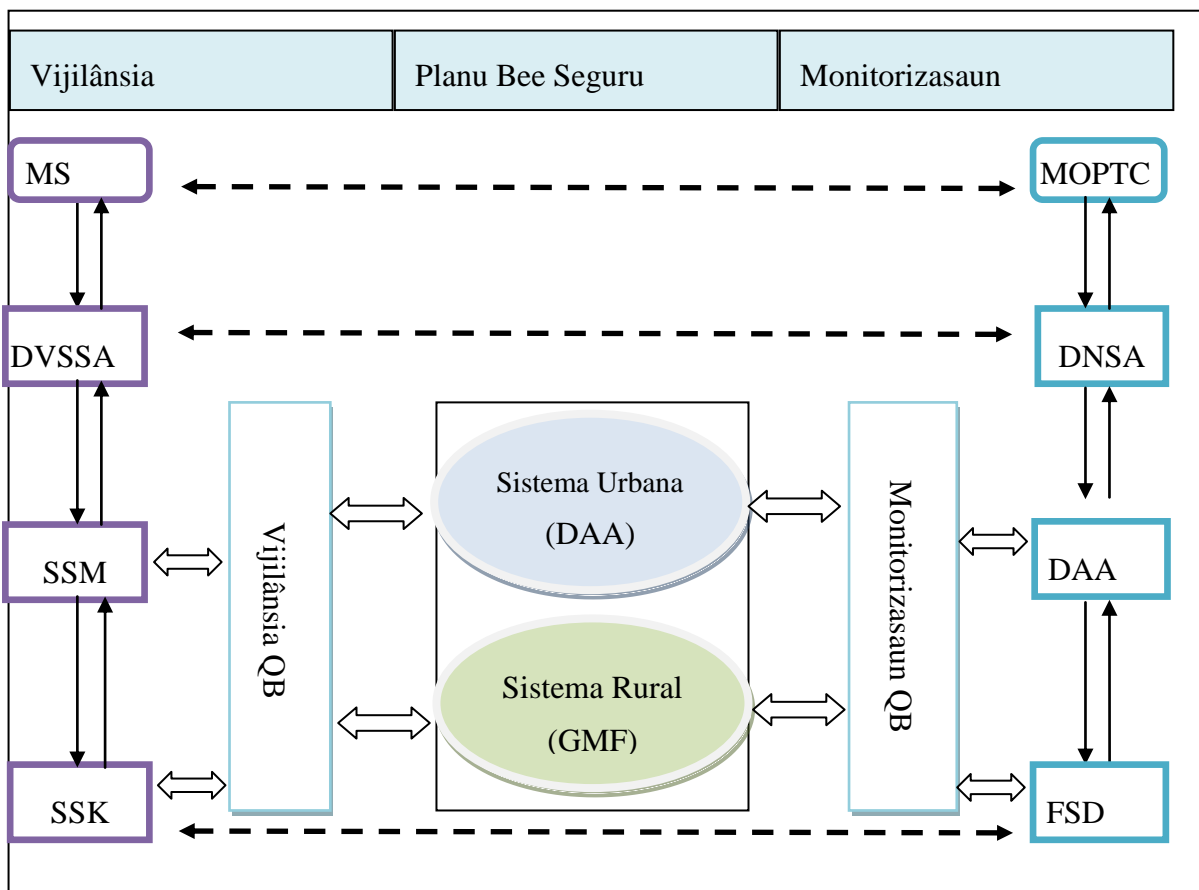 Vijilânsia
Planu Bee Seguru
Monitorizasaun
MS
MOPTC
DVSSA
DNSA
Sistema Urbana
(DAA)
Vijilânsia QB
Monitorizasaun QB
SSM
DAA
Sistema Rural
(GMF)
SSK
FSD